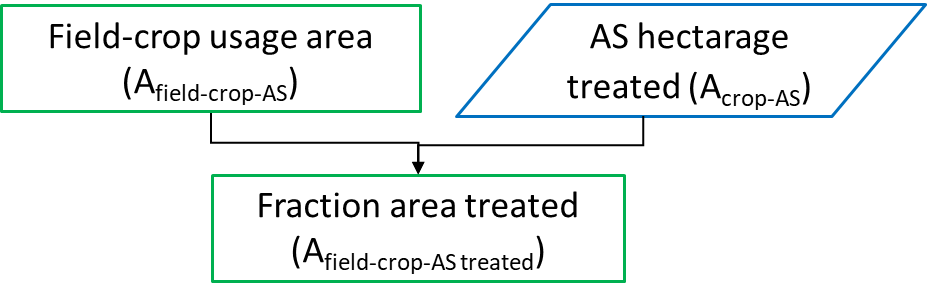 Field-crop usage area
(Afield-crop-AS)
AS hectarage
treated (Acrop-AS)
Fraction area treated
(Afield-crop-AS treated)